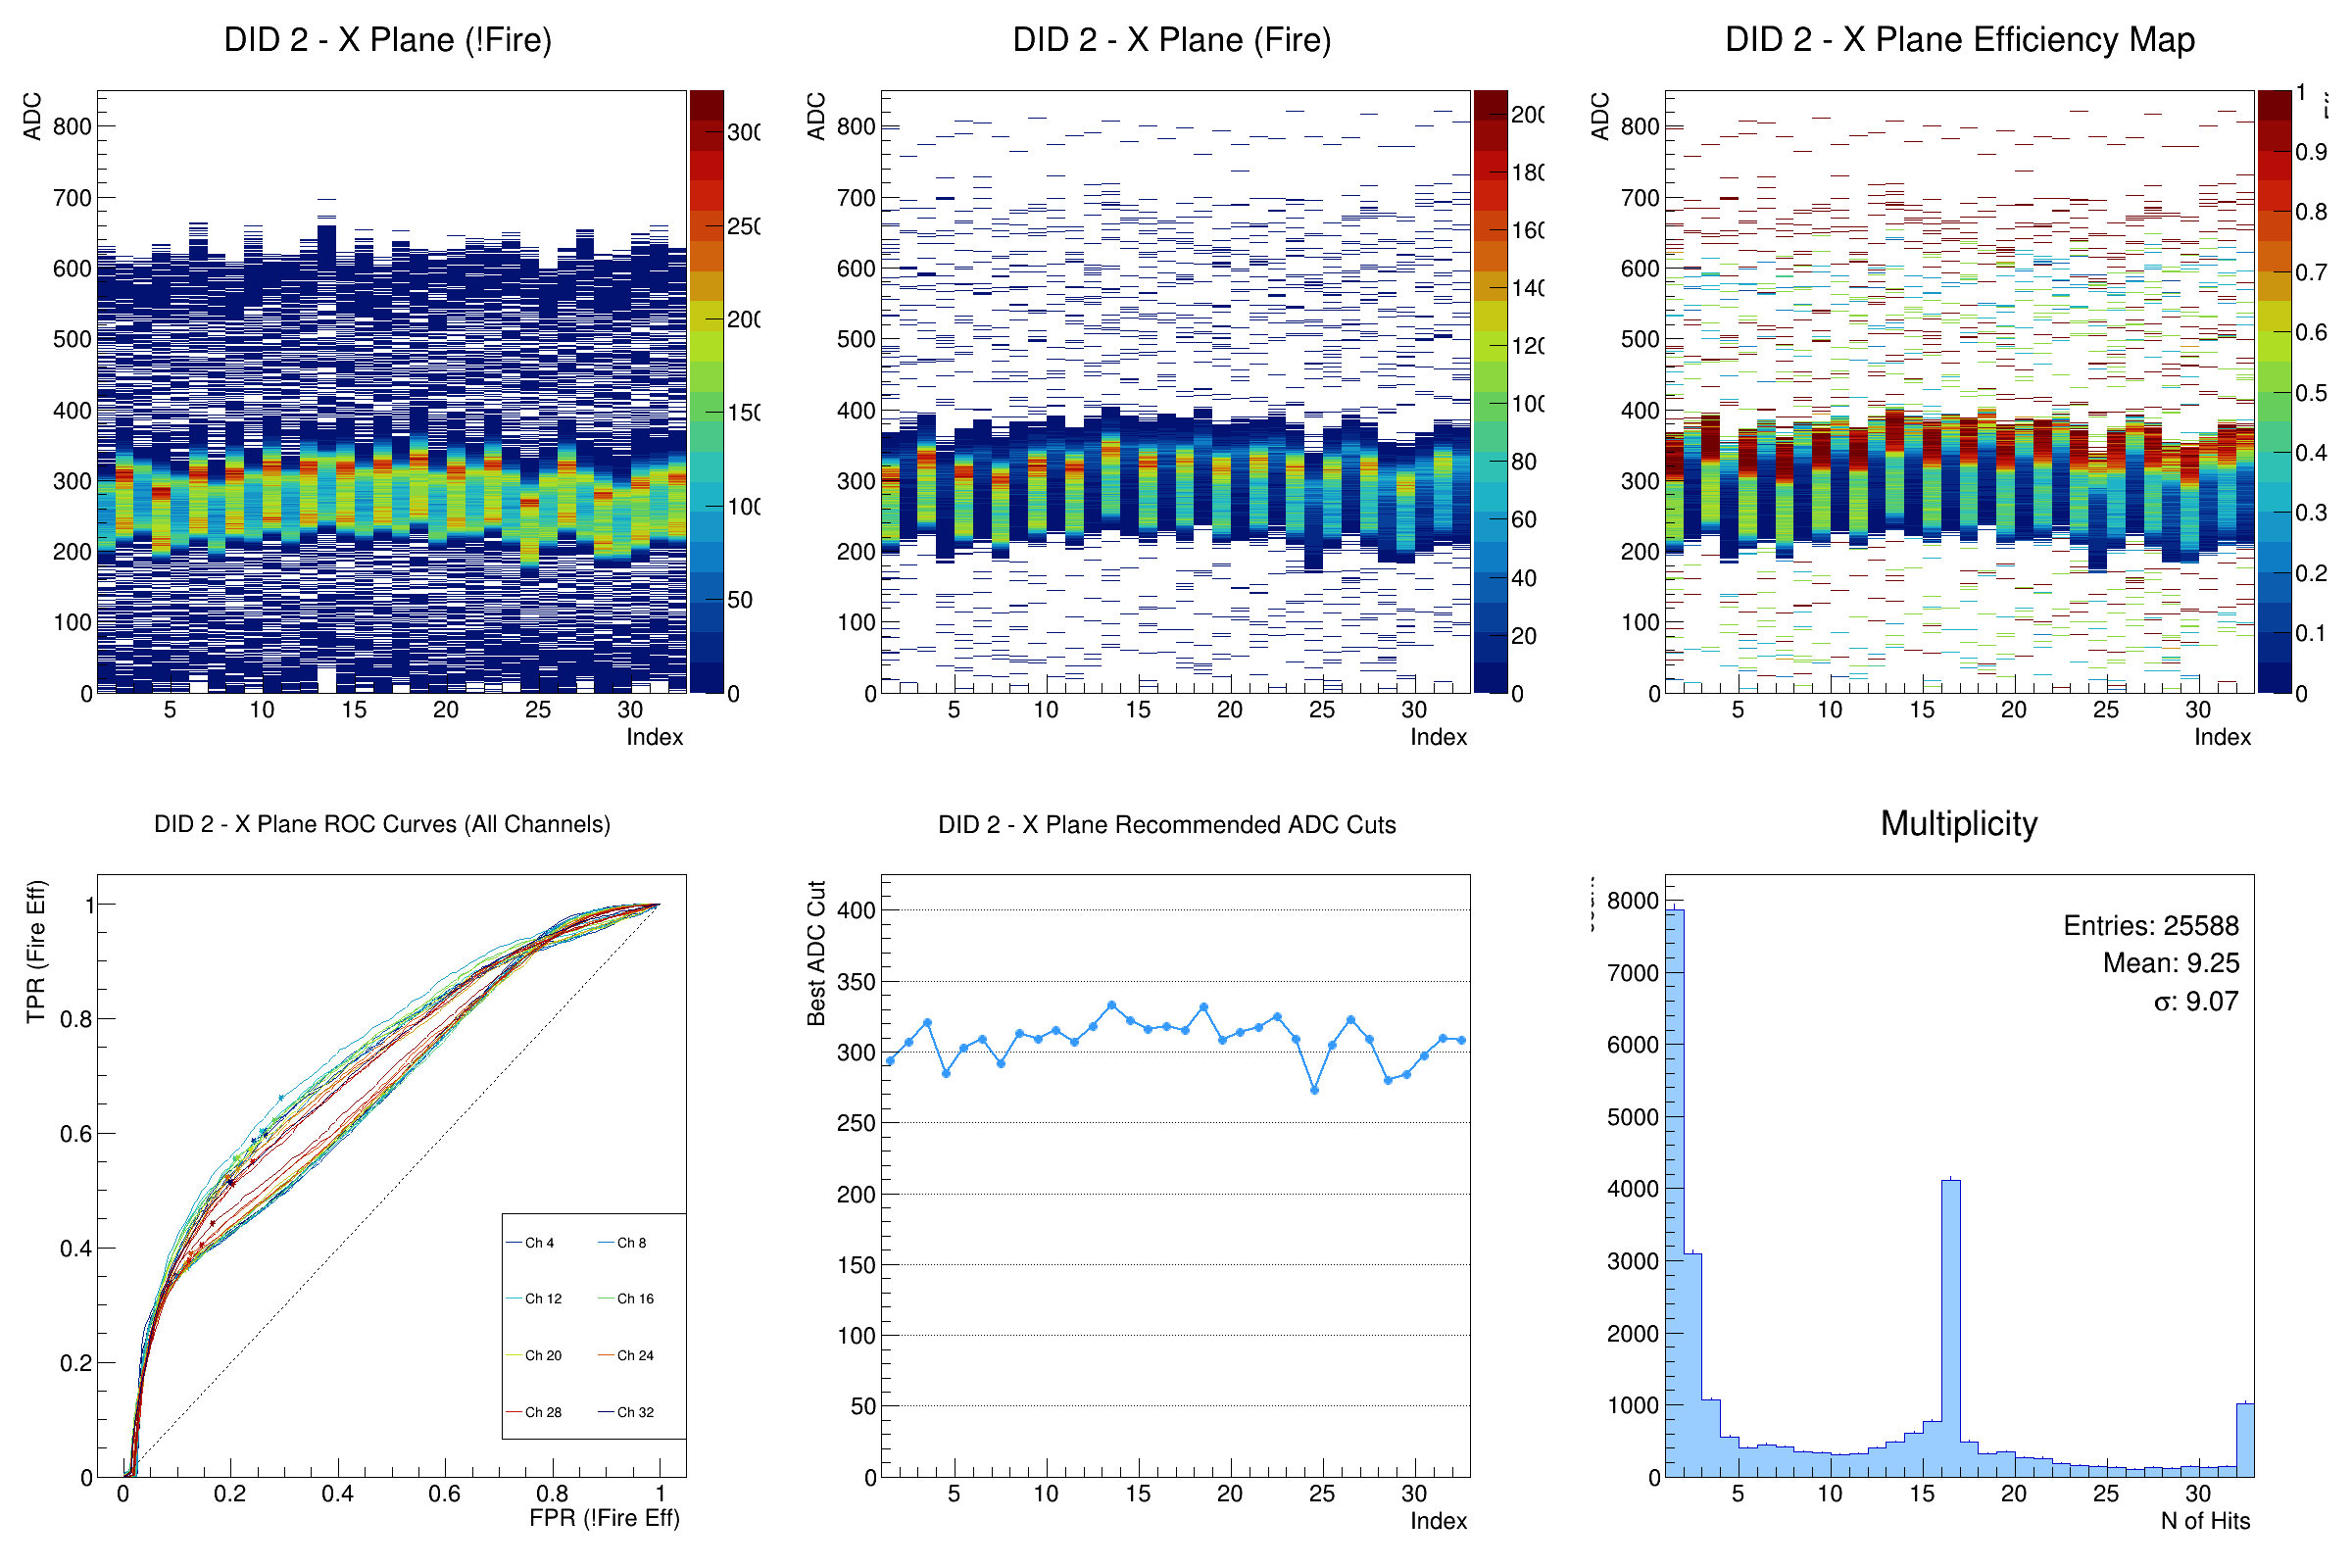 DID 2 - X Plane (!Fire)
ADC
800
700
600
500
400
300
200
100
0
5 10 15 20 25 30
Index
50
0
DID 2 - X Plane (Fire)
ADC
800
700
600
500
400
300
200
100
0
5 10 15 20 25 30
Index
80
60
40
20
0
DID 2 - X Plane Efficiency Map
ADC
800
700
600
500
400
300
200
100
0
5 10 15 20 25 30
Index
1
0.9
0.8
0.7
0.6
0.5
0.4
0.3
0.2
0.1
0
DID 2 - X Plane ROC Curves (All Channels)
TPR (Fire Eff)
1
0.8
0.6
0.4
0.2
0
0 0.2 0.4 0.6 0.8 1
FPR (!Fire Eff)
Ch 4 Ch 8
Ch 12 Ch 16
Ch 20 Ch 24
Ch 28 Ch 32
DID 2 - X Plane Recommended ADC Cuts
Best ADC Cut
400
350
300
250
200
150
100
50
0
5 10 15 20 25 30
Index
Multiplicity
Entries: 25588
Mean: 9.25
σ: 9.07
8000
7000
6000
5000
4000
3000
2000
1000
0
5 10 15 20 25 30
N of Hits